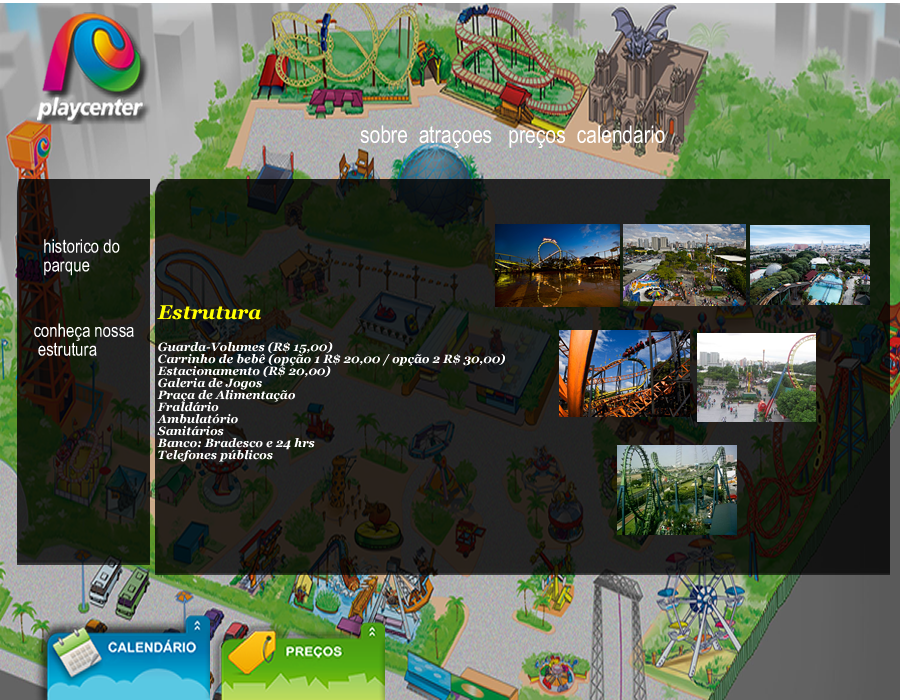 playcenter
sobre atraçoes preços calendario
historico do
parque
conheça nossa
estrutura
Estrutura
Guarda-Volumes (R$ 15,00)
Carrinho de bebê (opção 1 R$ 20,00 / opção 2 R$ 30,00)
Estacionamento (R$ 20,00)
Galeria de Jogos
Praça de Alimentação
Fraldário
Ambulatório
Sanitários
Banco: Bradesco e 24 hrs
Telefones públicos
CALENDÁRIO
PREÇOS